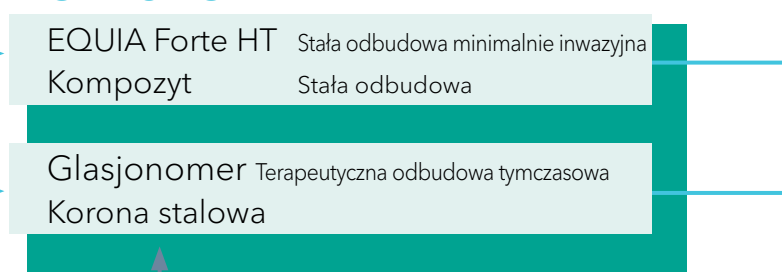 EQUIA Forte HT Stała odbudowa minimalnie inwazyjna
Kompozyt Stała odbudowa
Glasjonomer Terapeutyczna odbudowa tymczasowa
Korona stalowa